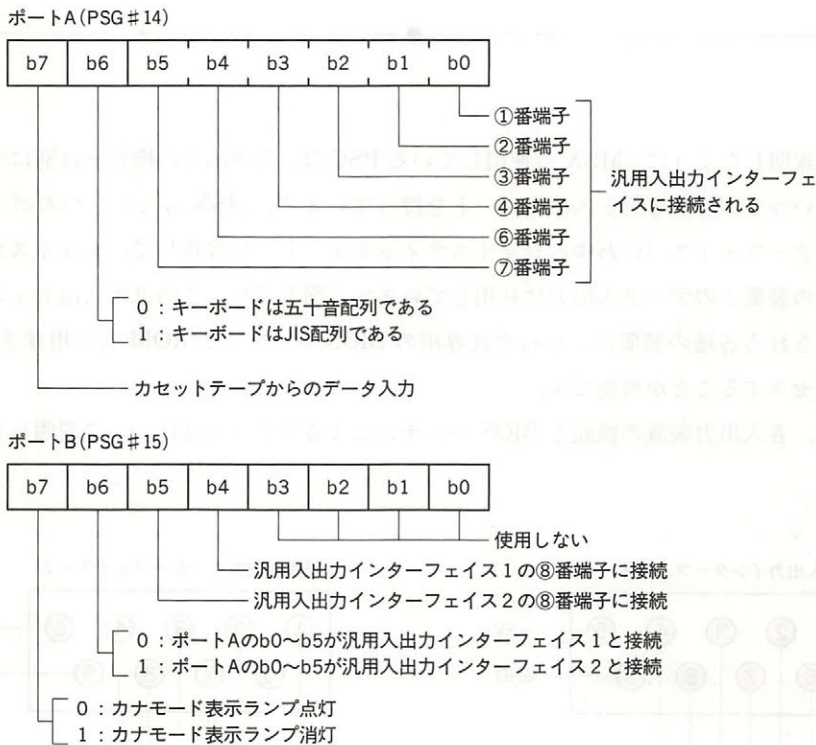 ポートA(PSG♯14)
b7 b6 b5 b4 b3 b2 b1 b0
①番端子
②番端子
③番端子
④番端子
⑥番端子
⑦番端子
汎用入出力インターフェ
イスに接続される
0：キーボードは五十音配列である
1：キーボードはJIS配列である
カセットテープからのデータ入力
ポートB(PSG♯15)
b7 b6 b5 b4 b3 b2 b1 b0
使用しない
汎用入出力インターフェイス1の⑧番端子に接続
汎用入出力インターフェイス2の⑧番端子に接続
0：ポートAのb0〜b5が汎用入出力インターフェイス1と接続
1：ポートAのb0〜b5が汎用入出力インターフェイス2と接続
0：カナモード表示ランプ点灯
1：カナモード表示ランプ消灯